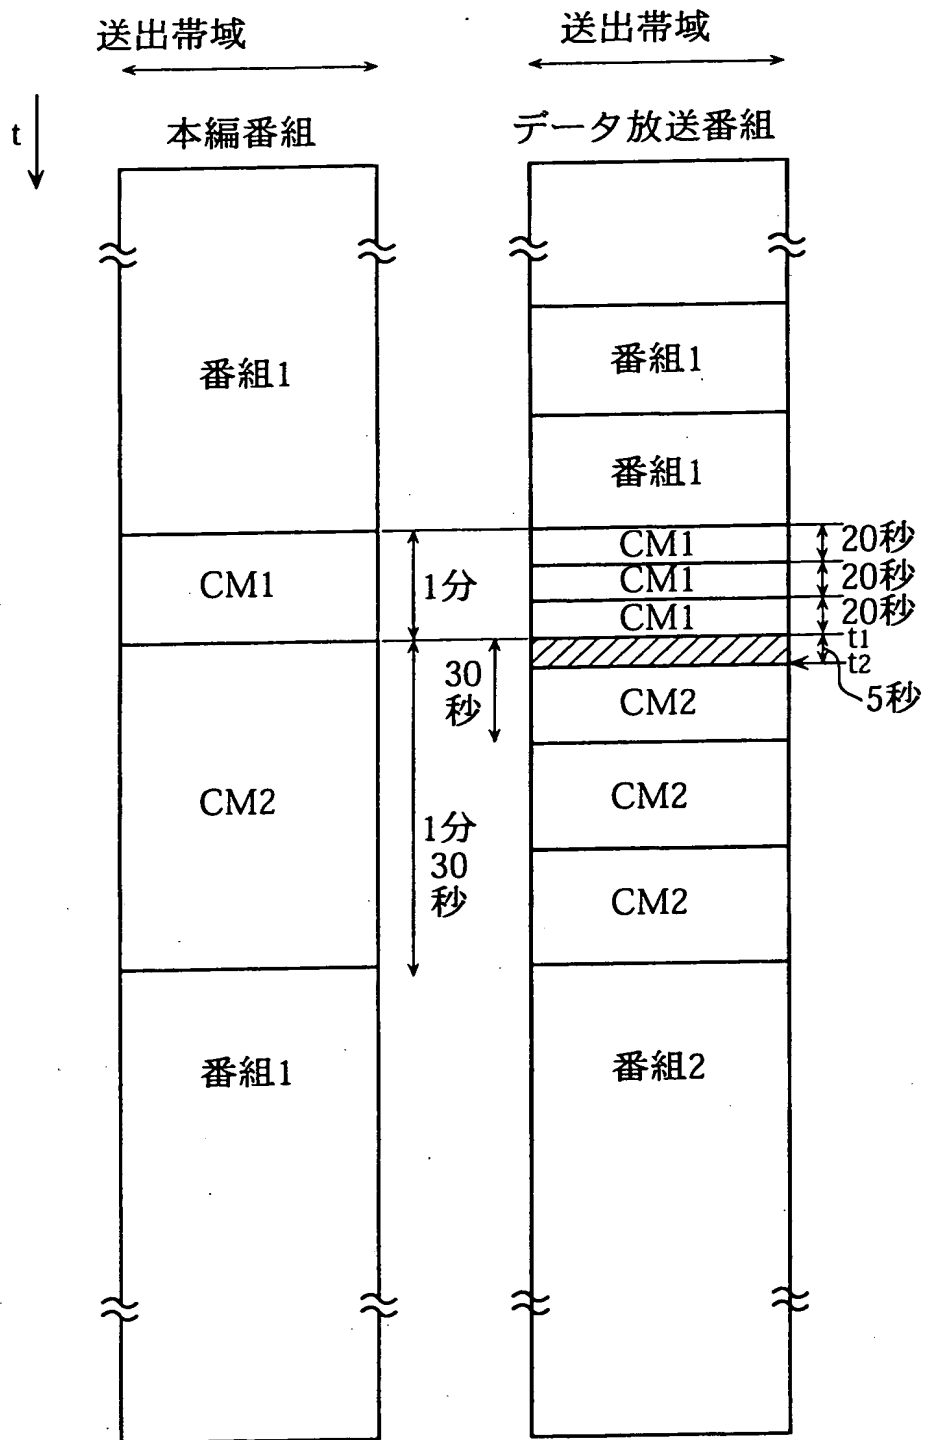 送出帯域
送出帯域
t
本編番組
データ放送番組
番組1
番組1
番組1
CM1
1分
CM1
20秒
CM1
20秒
CM1
20秒
t1
t2
5秒
30
秒
CM2
CM2
1分
30
秒
CM2
CM2
番組1
番組2